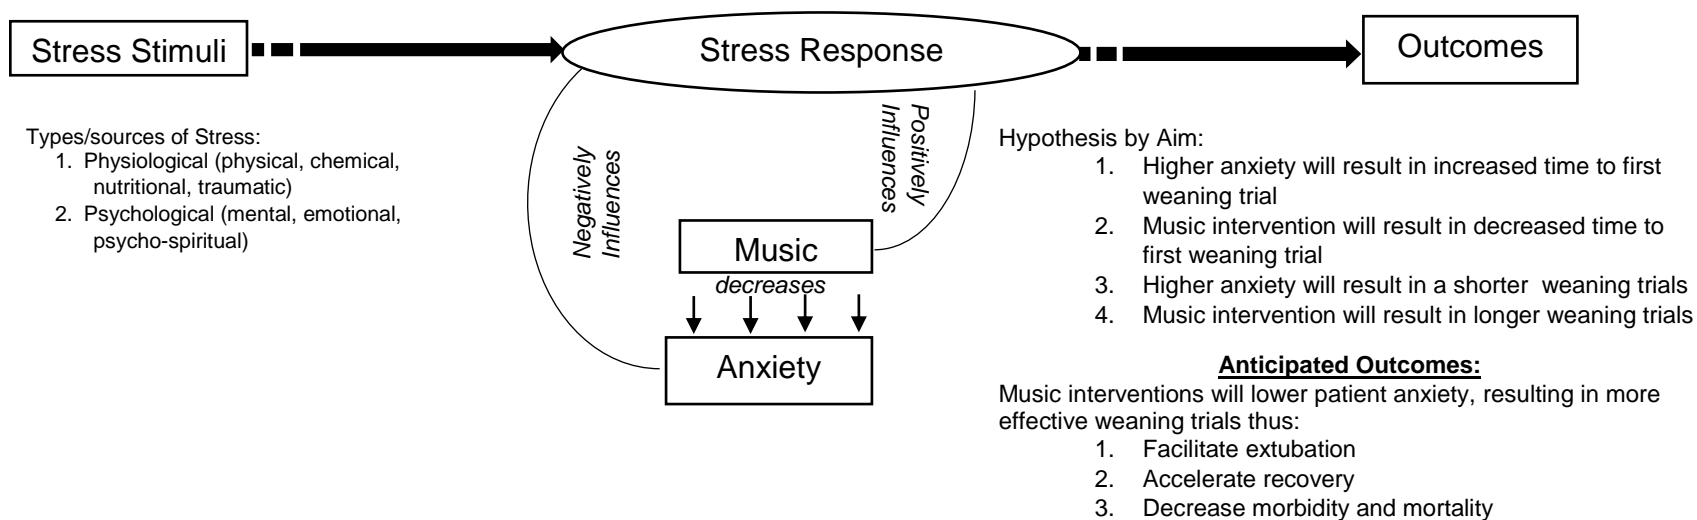 Stress Stimuli
Stress Response
Outcomes
Types/sources of Stress:
1. Physiological (physical, chemical,
nutritional, traumatic)
2. Psychological (mental, emotional,
psycho-spiritual)
Negatively
Influences
Positively
Influences
Music
decreases
Anxiety
Hypothesis by Aim:
1. Higher anxiety will result in increased time to first
weaning trial
2. Music intervention will result in decreased time to
first weaning trial
3. Higher anxiety will result in a shorter weaning trials
4. Music intervention will result in longer weaning trials
Anticipated Outcomes:
Music interventions will lower patient anxiety, resulting in more
effective weaning trials thus:
1. Facilitate extubation
2. Accelerate recovery
3. Decrease morbidity and mortality